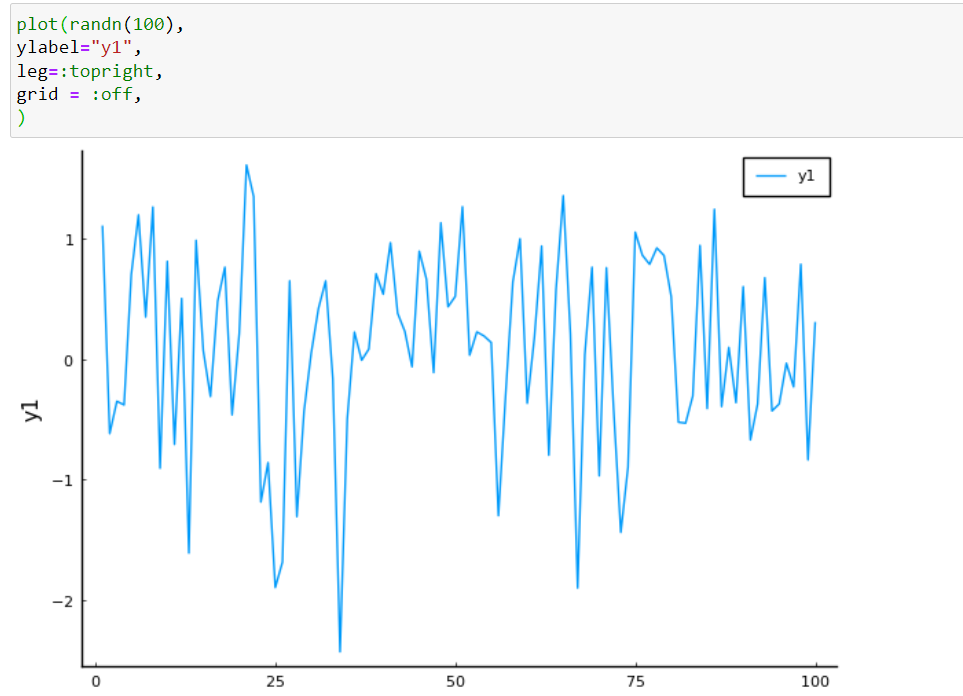 plot(randn(100),
ylabel="y1",
leg=:topright,
grid = :off,
)
y1
1
0
y1
−1
−2
0 25 50 75 100